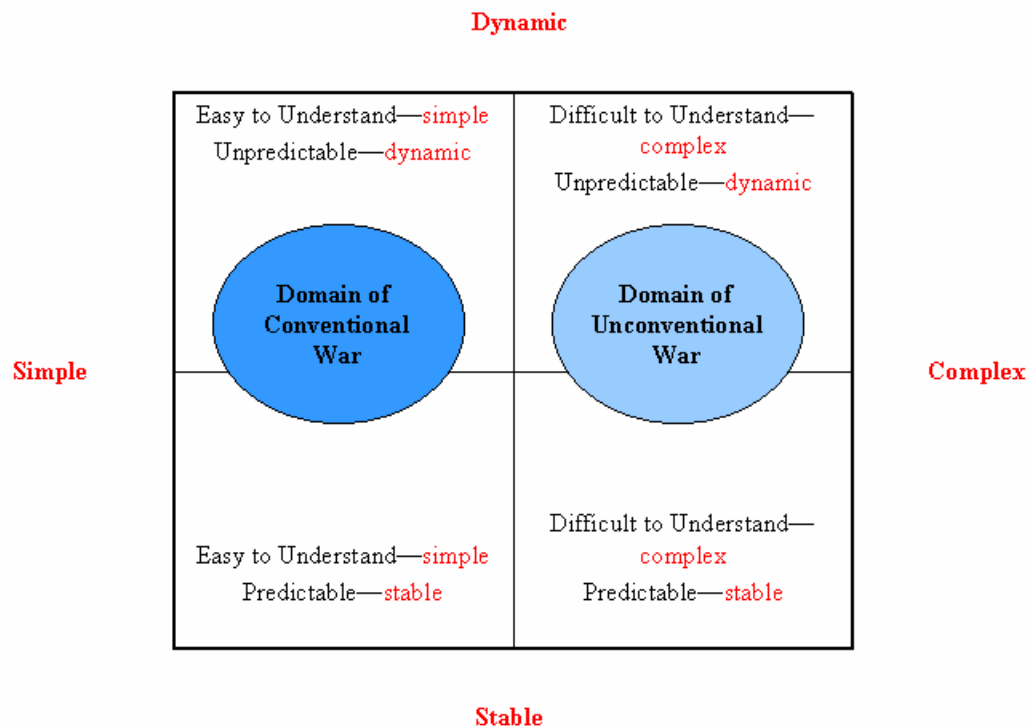 Dynamic
Easy to Understand—simple
Unpredictable—dynamic
Difficult to Understand—
complex
Unpredictable—dynamic
Domain of
Conventional
War
Domain of
Unconventional
War
Simple
Complex
Easy to Understand—simple
Predictable—stable
Difficult to Understand—
complex
Predictable—stable
Stable